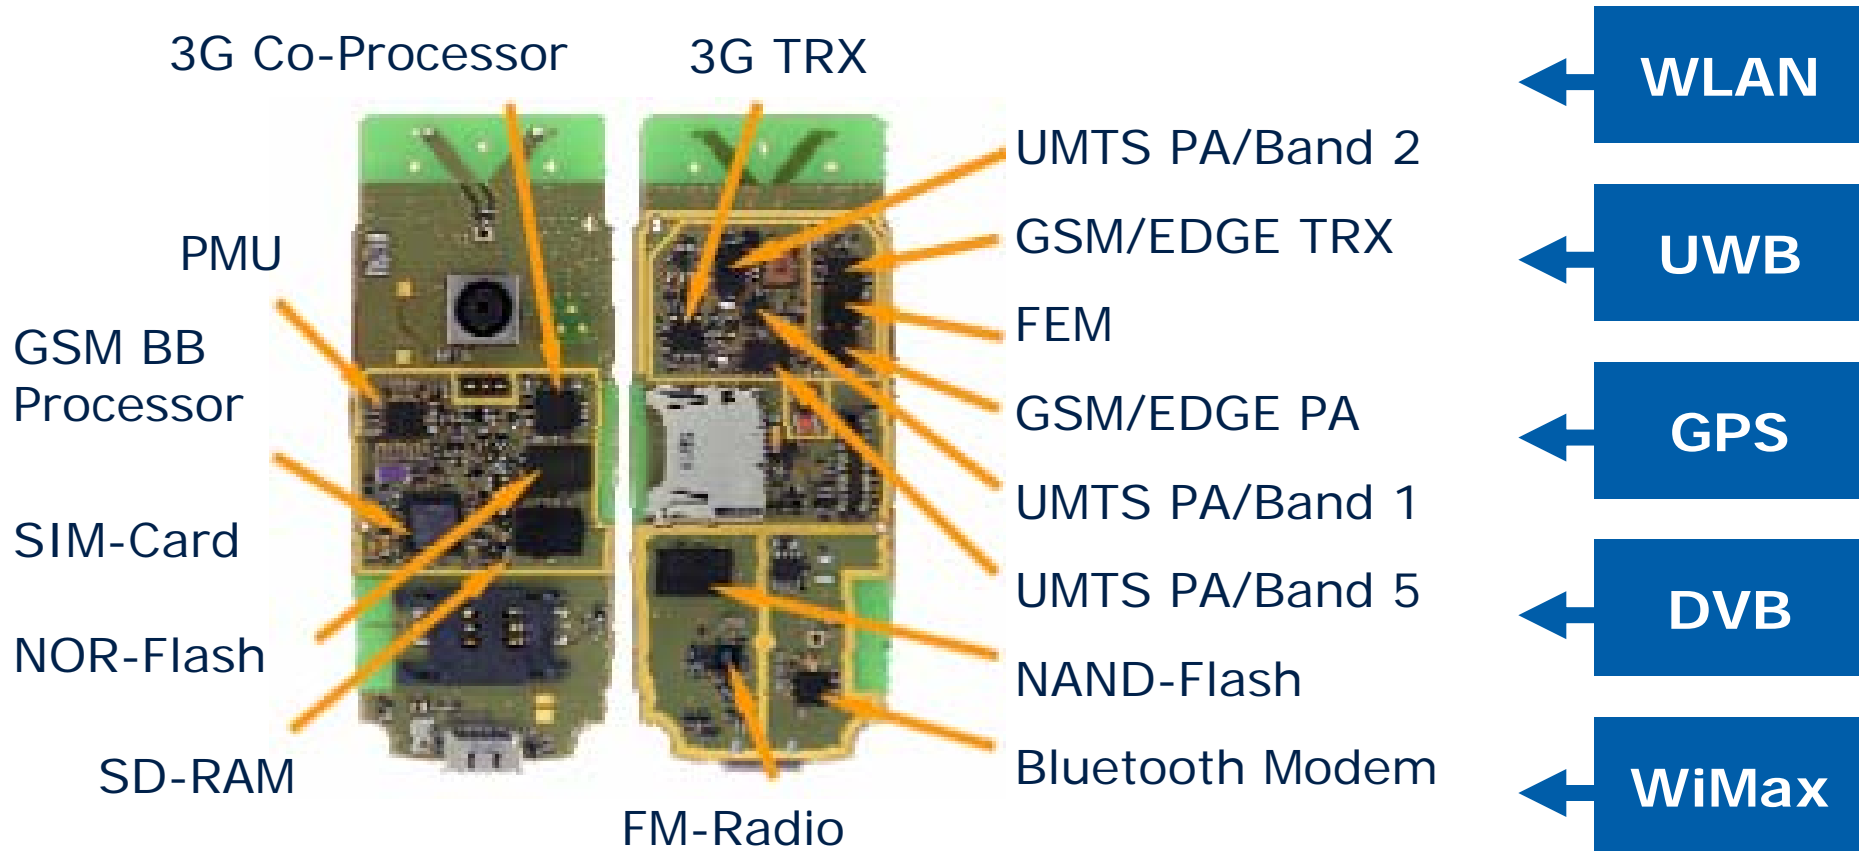 3G Co-Processor
3G TRX
PMU
GSM BB
Processor
SIM-Card
NOR-Flash
SD-RAM
FM-Radio
UMTS PA/Band 2
GSM/EDGE TRX
FEM
GSM/EDGE PA
UMTS PA/Band 1
UMTS PA/Band 5
NAND-Flash
Bluetooth Modem
WLAN
UWB
GPS
DVB
WiMax